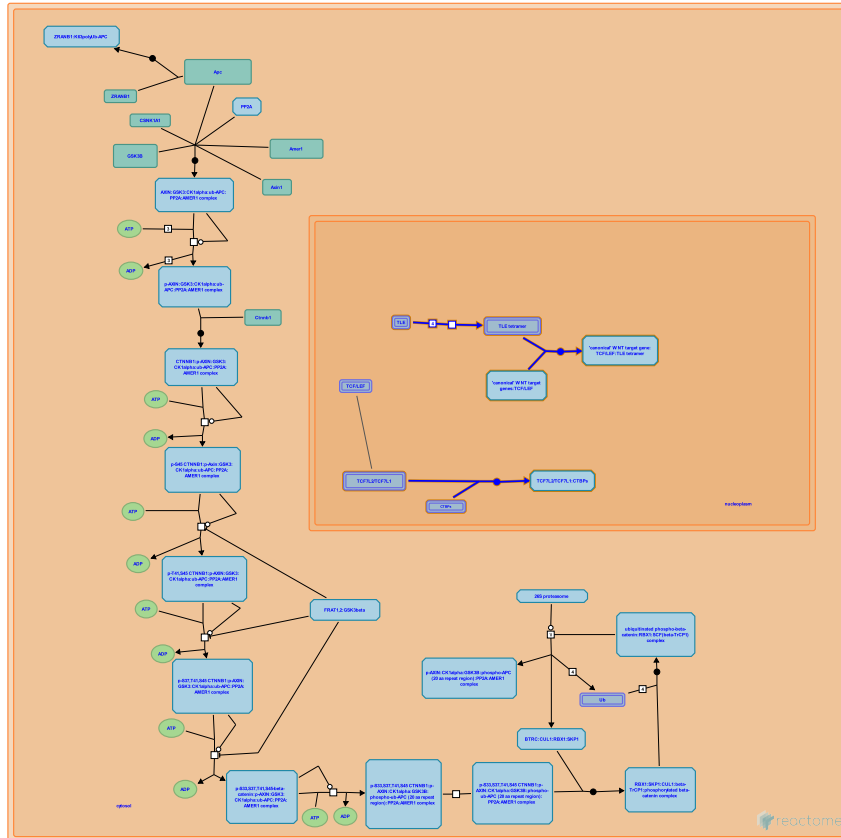 ZRANB1:K63polyUb-APC
Apc
ZRANB1
PP2A
CSNK1A1
Amer1
GSK3B
Axin1
AXIN:GSK3:CK1alpha:ub-APC:
PP2A:AMER1 complex
ATP
2
ADP
3
p-AXIN:GSK3:CK1alpha:ub-
APC:PP2A:AMER1 complex
Ctnnb1
CTNNB1:p-AXIN:GSK3:
CK1alpha:ub-APC:PP2A:
AMER1 complex
ATP
ADP
p-S45 CTNNB1:p-Axin:GSK3:
CK1alpha:ub-APC:PP2A:
AMER1 complex
ATP
ADP
p-T41,S45 CTNNB1:p-AXIN:GSK3:
CK1alpha:ub-APC:PP2A:AMER1
complex
ATP
ADP
FRAT1,2:GSK3beta
p-S37,T41,S45 CTNNB1:p-AXIN:
GSK3:CK1alpha:ub-APC:PP2A:
AMER1 complex
ATP
ADP
p-S33,S37,T41,S45-beta-
catenin:p-AXIN:GSK3:
CK1alpha:ub-APC:PP2A:
AMER1 complex
ATP
ADP
p-S33,S37,T41,S45 CTNNB1:p-
AXIN:CK1alpha:GSK3B:
phospho-ub-APC (20 aa repeat
region):PP2A:AMER1 complex
p-S33,S37,T41,S45 CTNNB1:p-
AXIN:CK1alpha:GSK3B:phospho-
ub-APC (20 aa repeat region):
PP2A:AMER1 complex
TLE
4
TLE tetramer
'canonical' WNT target gene:
TCF/LEF:TLE tetramer
'canonical' WNT target
genes:TCF/LEF
TCF/LEF
TCF7L2/TCF7L1
TCF7L2/TCF7L1:CTBPs
CTBPs
nucleoplasm
26S proteasome
ubiquitinated phospho-beta-
catenin:RBX1:SCF(beta-TrCP1)
complex
p-AXIN:CK1alpha:GSK3B:phospho-APC
(20 aa repeat region):PP2A:AMER1
complex
4
Ub
4
BTRC:CUL1:RBX1:SKP1
RBX1:SKP1:CUL1:beta-
TrCP1:phosphorylated beta-
catenin complex
cytosol
reactome